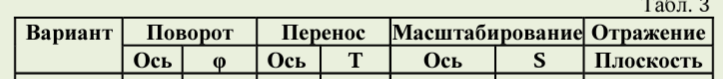 Табл. 3
Вариант Поворот Перенос Масштабирование Отражение
Ось φ Ось T Ось S Плоскость